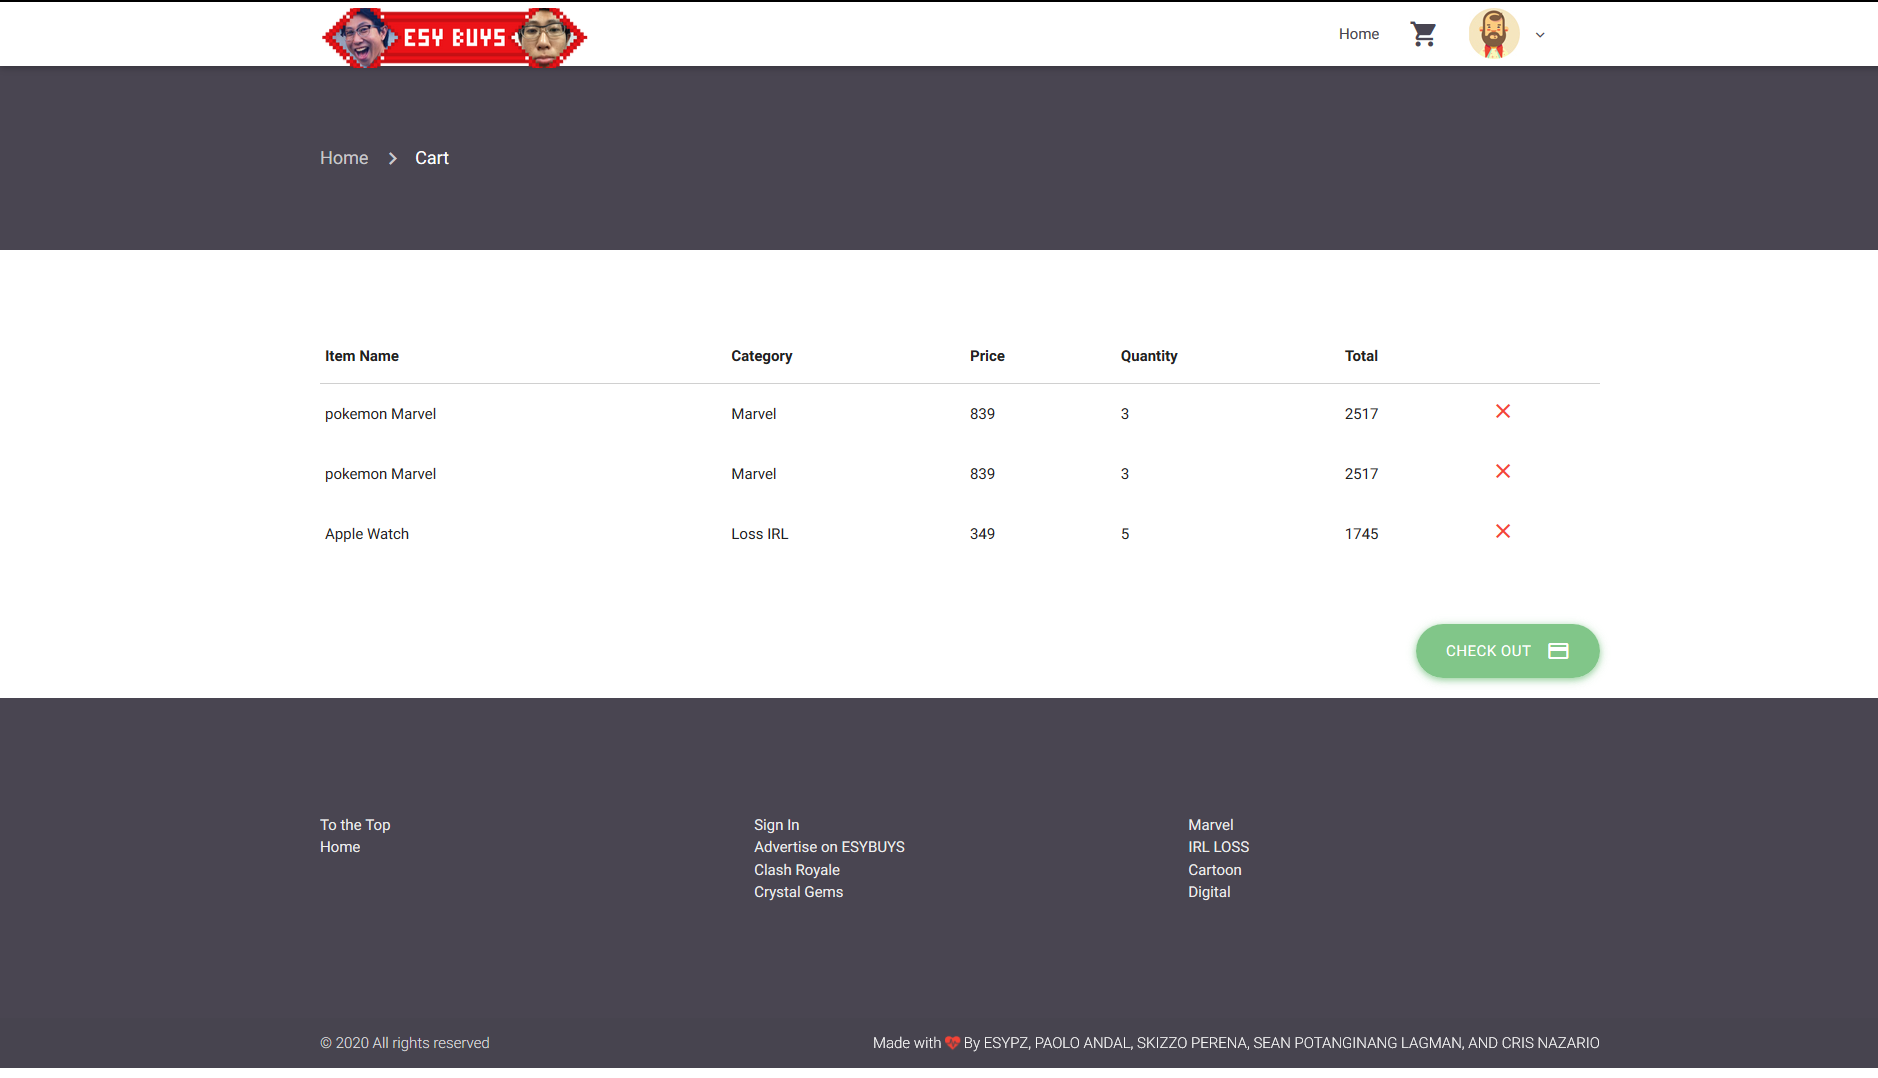 ESY BUYS
Home
Home > Cart
Item Name Category Price Quantity Total
pokemon Marvel Marvel 839 3 2517
pokemon Marvel Marvel 839 3 2517
Apple Watch Loss IRL 349 5 1745
CHECK OUT
To the Top
Home
Sign In
Advertise on ESYBUYS
Clash Royale
Crystal Gems
Marvel
IRL LOSS
Cartoon
Digital
© 2020 All rights reserved
Made with By ESYPZ, PAOLO ANDAL, SKIZZO PERENA, SEAN POTANGINANG LAGMAN, AND CRIS NAZARIO